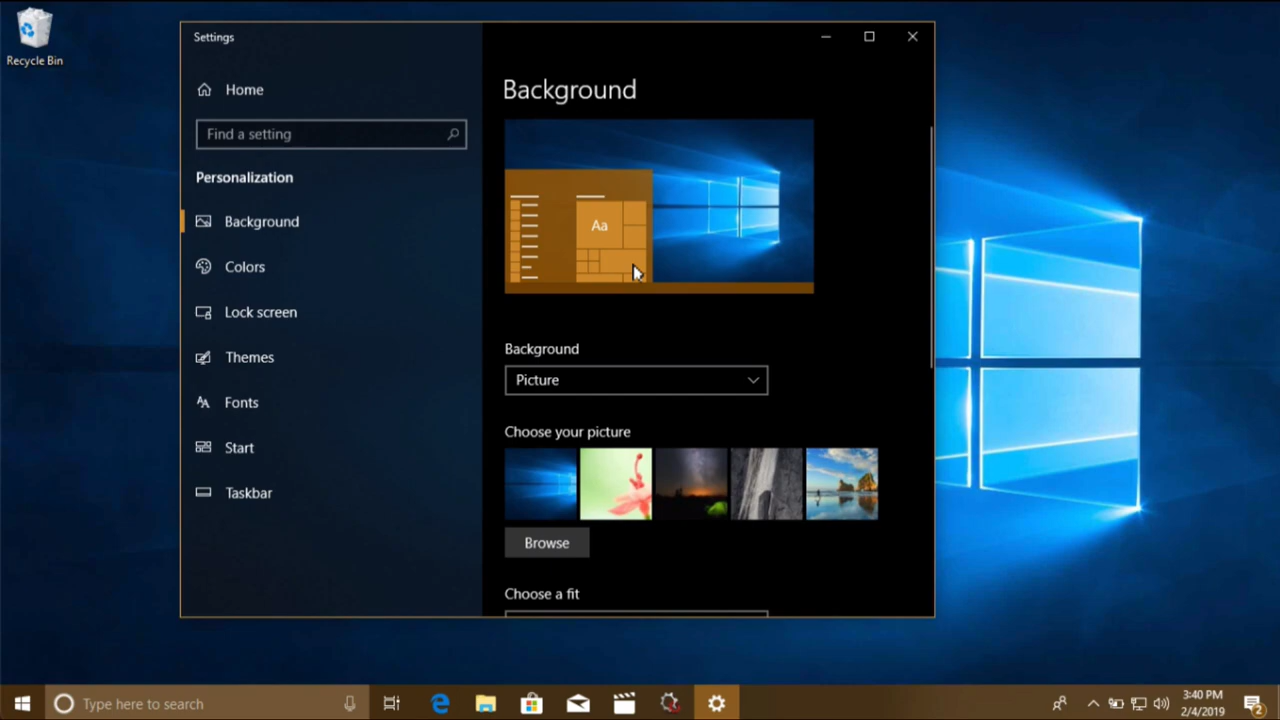 Recycle Bin
Settings
Home
Find a setting
Personalization
Background
Colors
Lock screen
Themes
Fonts
Start
Taskbar
Background
Aa
Background
Picture
Choose your picture
Browse
Choose a fit
Type here to search
3:40 PM
2/4/2019
2